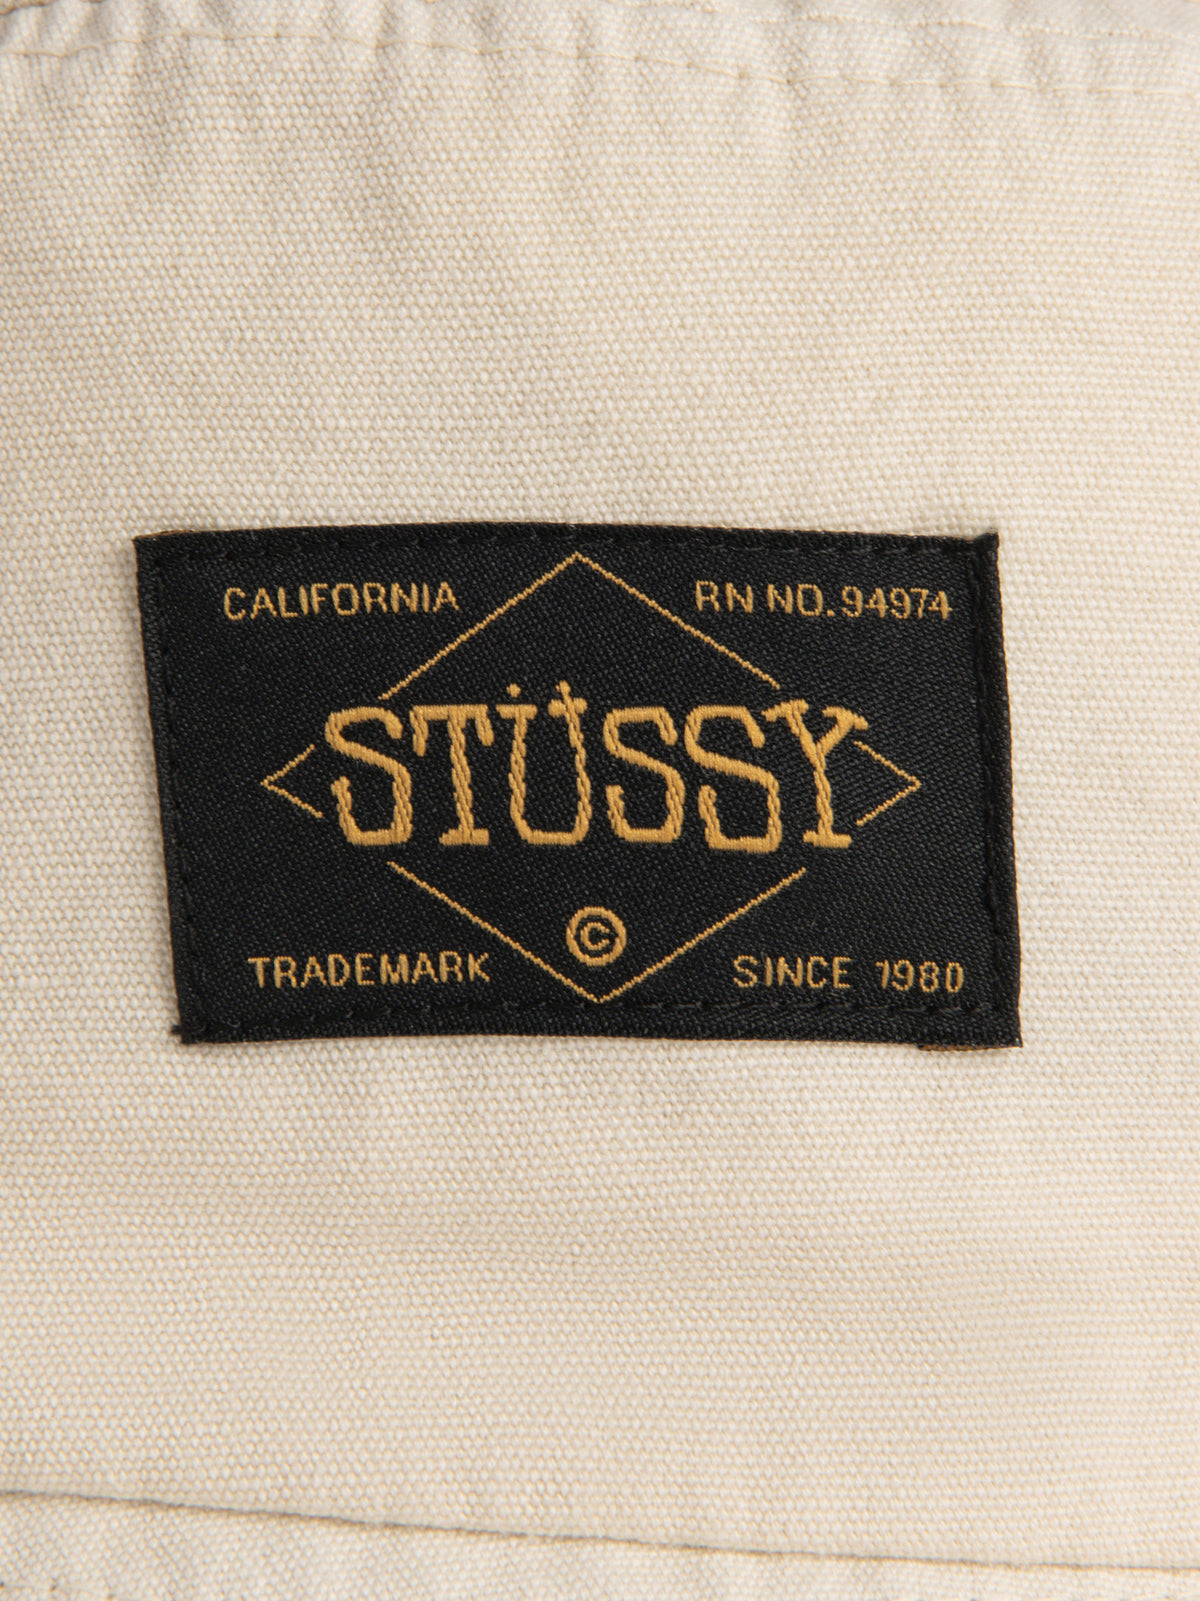 CALIFORNIA
RN NO. 94974
STÜSSY
©
TRADEMARK
SINCE 1980